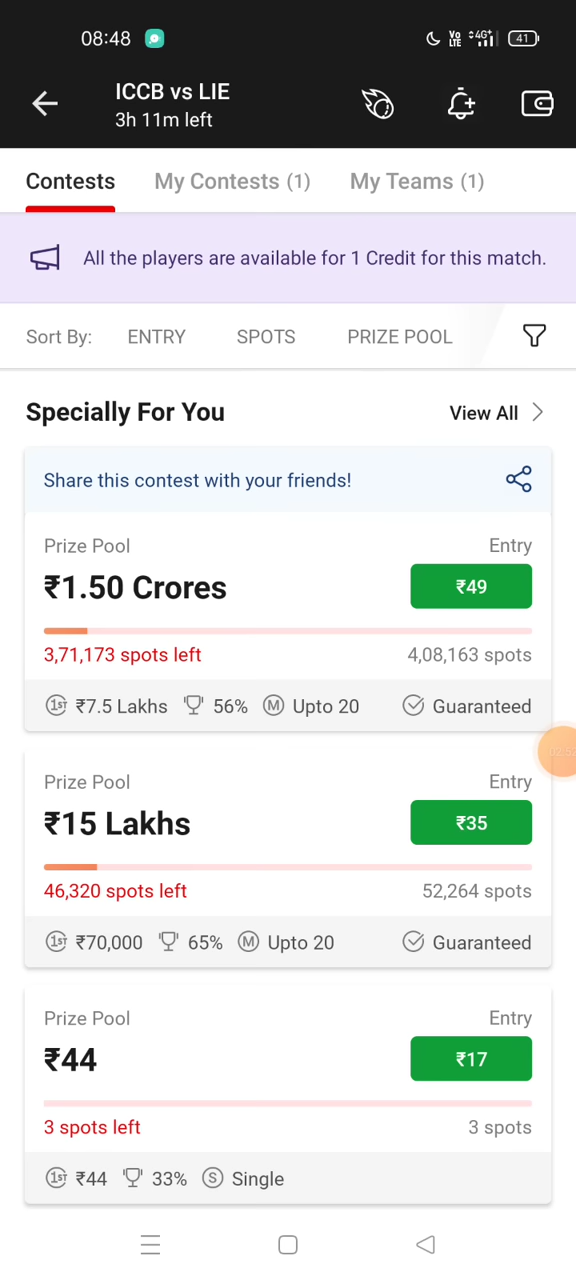 08:48
Vo LTE 4G+ 41
ICCB vs LIE
3h 11m left
Contests My Contests (1) My Teams (1)
All the players are available for 1 Credit for this match.
Sort By: ENTRY SPOTS PRIZE POOL
Specially For You View All
Share this contest with your friends!
Prize Pool Entry
₹1.50 Crores ₹49
3,71,173 spots left 4,08,163 spots
1ST ₹7.5 Lakhs 56% M Upto 20 Guaranteed
Prize Pool Entry
₹15 Lakhs ₹35
46,320 spots left 52,264 spots
1ST ₹70,000 65% M Upto 20 Guaranteed
Prize Pool Entry
₹44 ₹17
3 spots left 3 spots
1ST ₹44 33% S Single